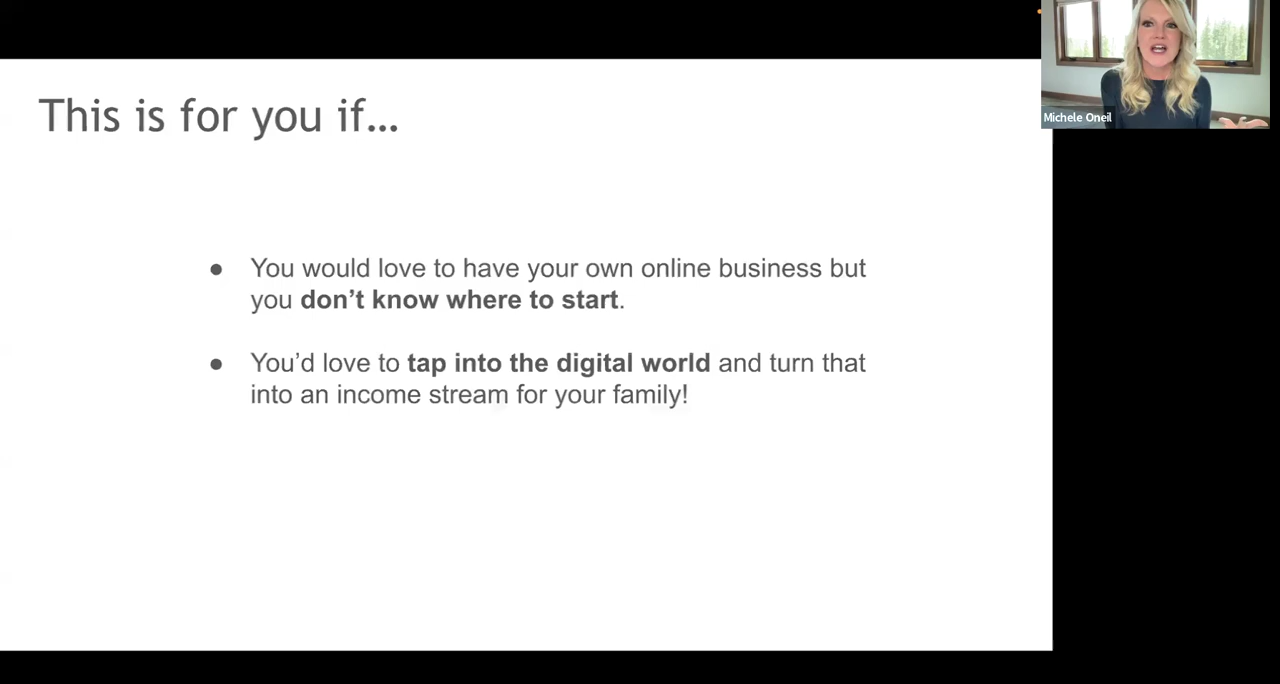 This is for you if…
● You would love to have your own online business but
you don’t know where to start.
● You’d love to tap into the digital world and turn that
into an income stream for your family!
Michele Oneil